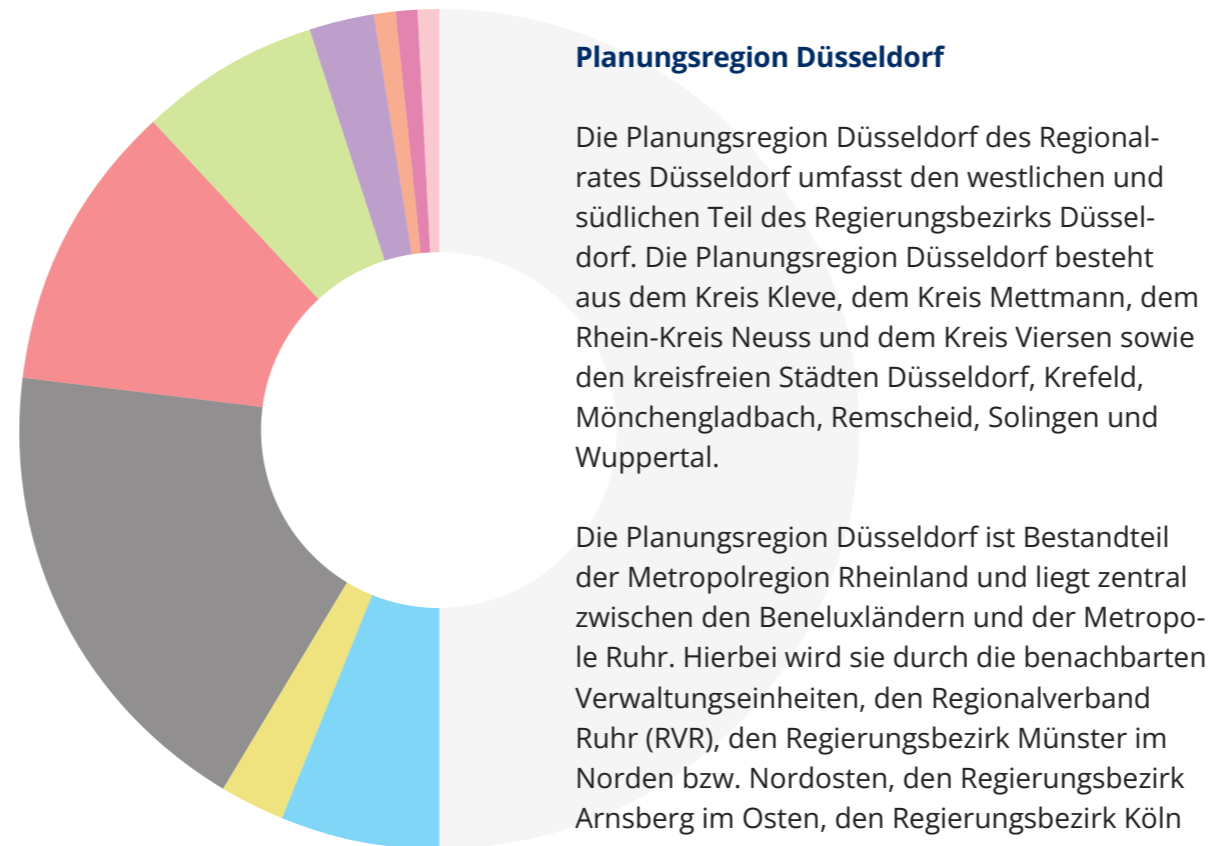 Planungsregion Düsseldorf
Die Planungsregion Düsseldorf des Regional-
rates Düsseldorf umfasst den westlichen und
südlichen Teil des Regierungsbezirks Düssel-
dorf. Die Planungsregion Düsseldorf besteht
aus dem Kreis Kleve, dem Kreis Mettmann, dem
Rhein-Kreis Neuss und dem Kreis Viersen sowie
den kreisfreien Städten Düsseldorf, Krefeld,
Mönchengladbach, Remscheid, Solingen und
Wuppertal.
Die Planungsregion Düsseldorf ist Bestandteil
der Metropolregion Rheinland und liegt zentral
zwischen den Beneluxländern und der Metropo-
le Ruhr. Hierbei wird sie durch die benachbarten
Verwaltungseinheiten, den Regionalverband
Ruhr (RVR), den Regierungsbezirk Münster im
Norden bzw. Nordosten, den Regierungsbezirk
Arnsberg im Osten, den Regierungsbezirk Köln